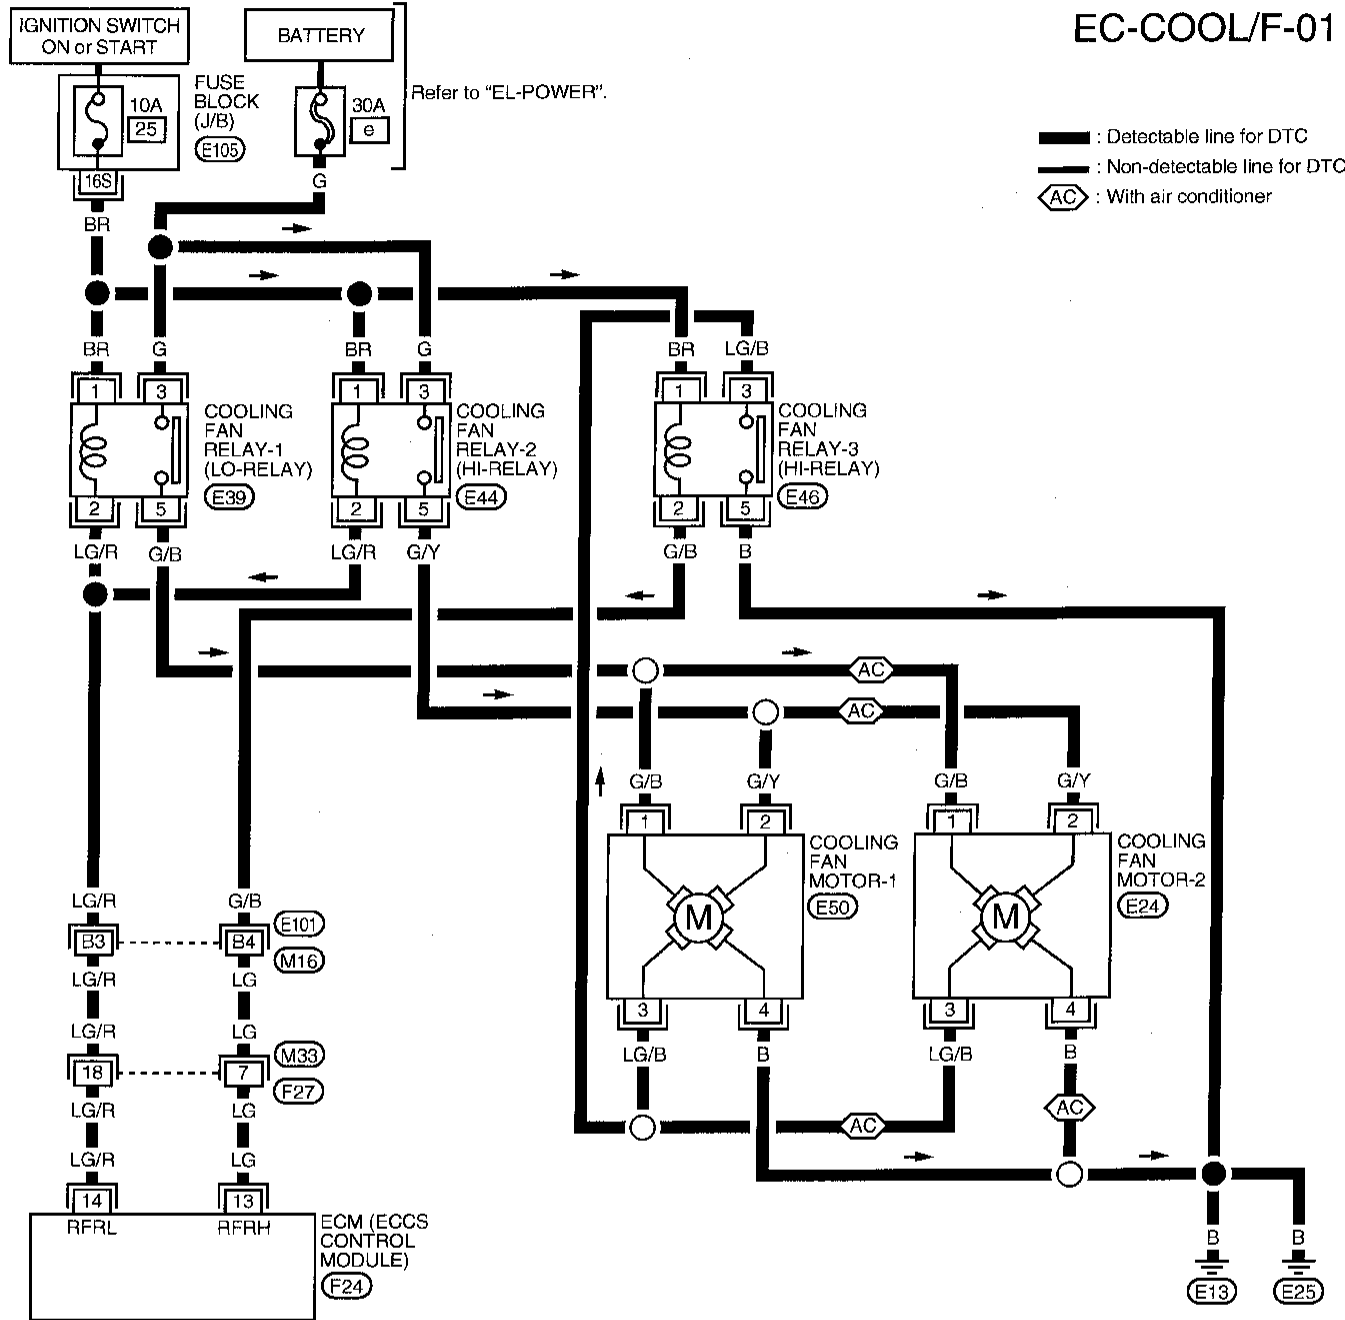 EC-COOL/F-01
IGNITION SWITCH
ON or START
BATTERY
FUSE
BLOCK
(J/B)
E105
10A
25
30A
e
Refer to "EL-POWER".
: Detectable line for DTC
: Non-detectable line for DTC
AC : With air conditioner
16S
G
BR
BR G BR G BR LG/B
1 3 1 3 1 3
COOLING
FAN
RELAY-1
(LO-RELAY)
E39
COOLING
FAN
RELAY-2
(HI-RELAY)
E44
COOLING
FAN
RELAY-3
(HI-RELAY)
E46
2 5 2 5 2 5
LG/R G/B LG/R G/Y G/B B
AC
AC
G/B G/Y G/B G/Y
1 2 1 2
COOLING
FAN
MOTOR-1
E50
COOLING
FAN
MOTOR-2
E24
M M
3 4 3 4
LG/B B LG/B B
AC
AC
LG/R G/B
B3 B4
E101
M16
LG/R LG
LG/R LG
18 7
M33
F27
LG/R LG
LG/R LG
14 13
RFRL RFRH
ECM (ECCS
CONTROL
MODULE)
F24
B B
E13 E25